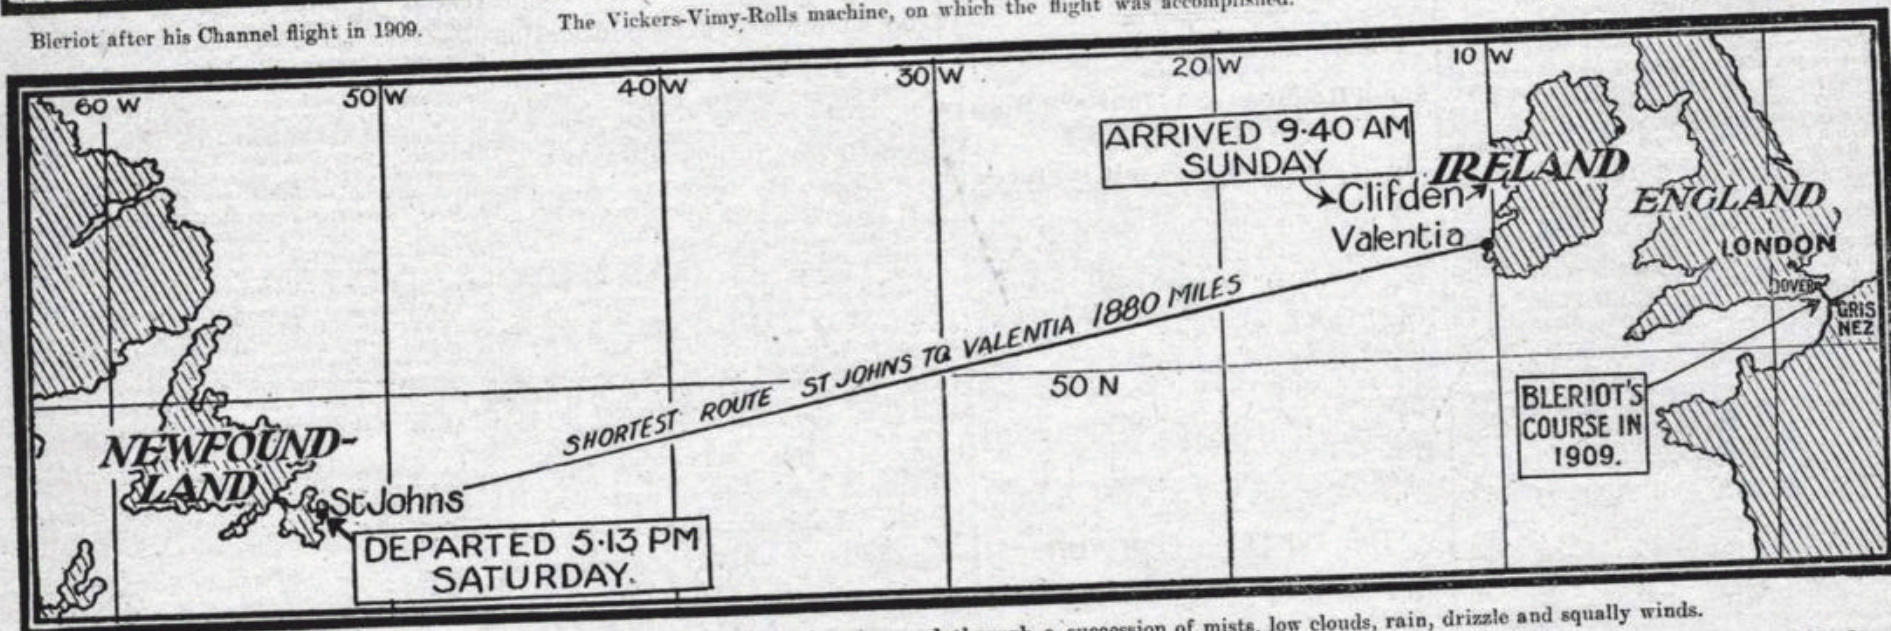 Bleriot after his Channel flight in 1909.
The Vickers-Vimy-Rolls machine, on which the flight was accomplished.
60 W
50 W
40 W
30 W
20 W
10 W
ARRIVED 9·40 AM
SUNDAY
IRELAND
Clifden
Valentia
ENGLAND
LONDON
DOVER
GRIS
NEZ
SHORTEST ROUTE ST JOHNS TO VALENTIA 1880 MILES
50 N
BLERIOT'S
COURSE IN
1909.
NEWFOUND-
LAND
St Johns
DEPARTED 5·13 PM
SATURDAY.
succession of mists, low clouds, rain, drizzle and squally winds.